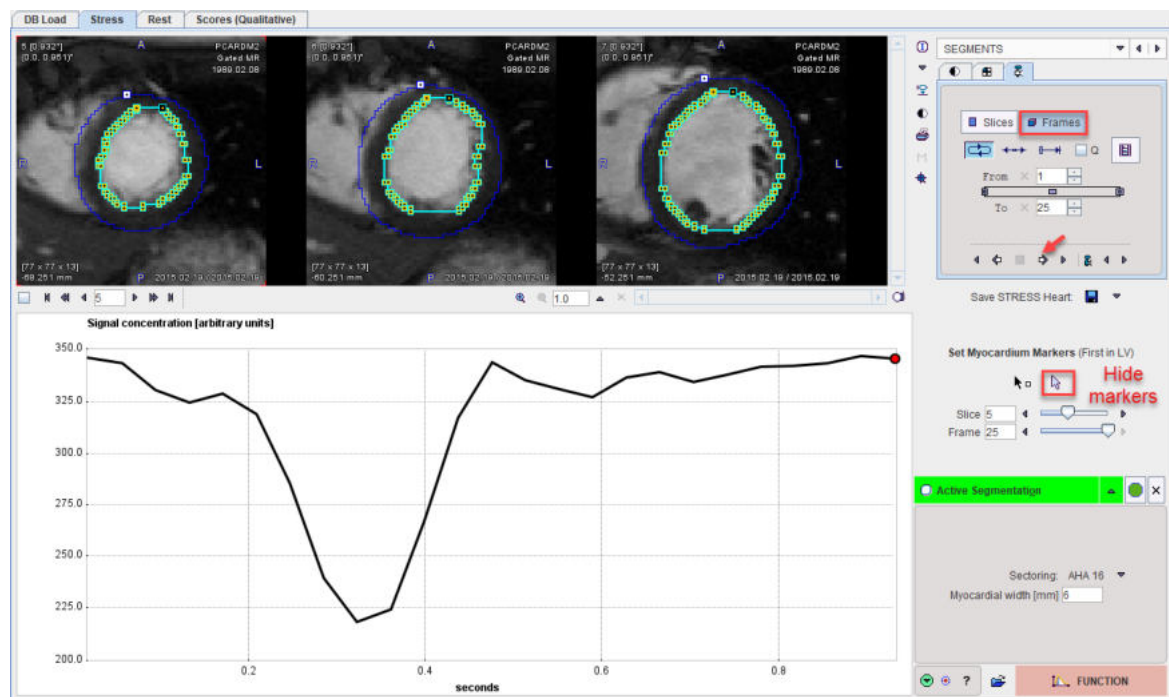 DB Load Stress Rest Scores (Qualitative)
5 [0.932"]
(0.0, 0.951)"
A
PCARDM2
Gated MR
1989.02.08
R
L
[77 x 77 x 13]
-68.251 mm
P
2015.02.19 / 2015.02.19
6 [0.932"]
(0.0, 0.951)"
A
PCARDM2
Gated MR
1989.02.08
R
L
[77 x 77 x 13]
-60.251 mm
P
2015.02.19 / 2015.02.19
7 [0.932"]
(0.0, 0.951)"
A
PCARDM2
Gated MR
1989.02.08
R
L
[77 x 77 x 13]
-52.251 mm
P
2015.02.19 / 2015.02.19
5
1.0
Signal concentration [arbitrary units]
350.0
325.0
300.0
275.0
250.0
225.0
200.0
0.2 0.4 0.6 0.8
seconds
SEGMENTS
Slices Frames
Q
From 1
To 25
Save STRESS Heart:
Set Myocardium Markers (First in LV)
Hide
markers
Slice 5
Frame 25
Active Segmentation
Sectoring: AHA 16
Myocardial width [mm] 6
? FUNCTION